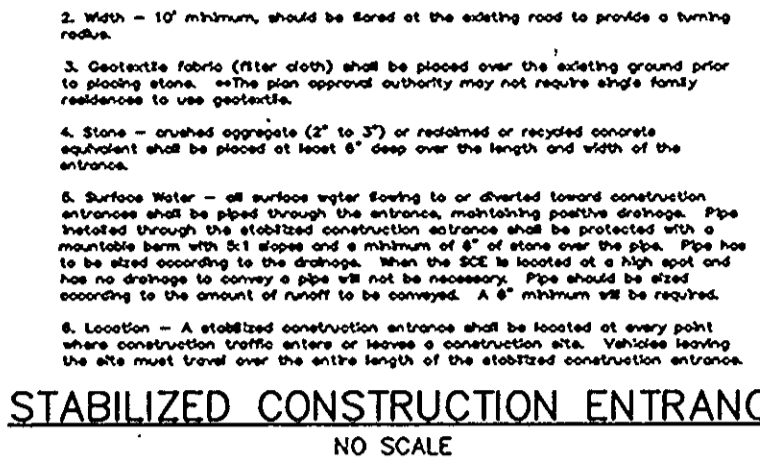 2. Width – 10' minimum, should be flared at the existing road to provide a turning
radius.
3. Geotextile fabric (filter cloth) shall be placed over the existing ground prior
to placing stone. **The plan approval authority may not require single family
residences to use geotextile.
4. Stone – crushed aggregate (2" to 3") or reclaimed or recycled concrete
equivalent shall be placed at least 6" deep over the length and width of the
entrance.
5. Surface Water – all surface water flowing to or diverted toward construction
entrances shall be piped through the entrance, maintaining positive drainage. Pipe
installed through the stabilized construction entrance shall be protected with a
mountable berm with 5:1 slopes and a minimum of 6" of stone over the pipe. Pipe has
to be sized according to the drainage. When the SCE is located at a high spot and
has no drainage to convey a pipe will not be necessary. Pipe should be sized
according to the amount of runoff to be conveyed. A 6" minimum will be required.
6. Location – A stabilized construction entrance shall be located at every point
where construction traffic enters or leaves a construction site. Vehicles leaving
the site must travel over the entire length of the stabilized construction entrance.
STABILIZED CONSTRUCTION ENTRANC
NO SCALE